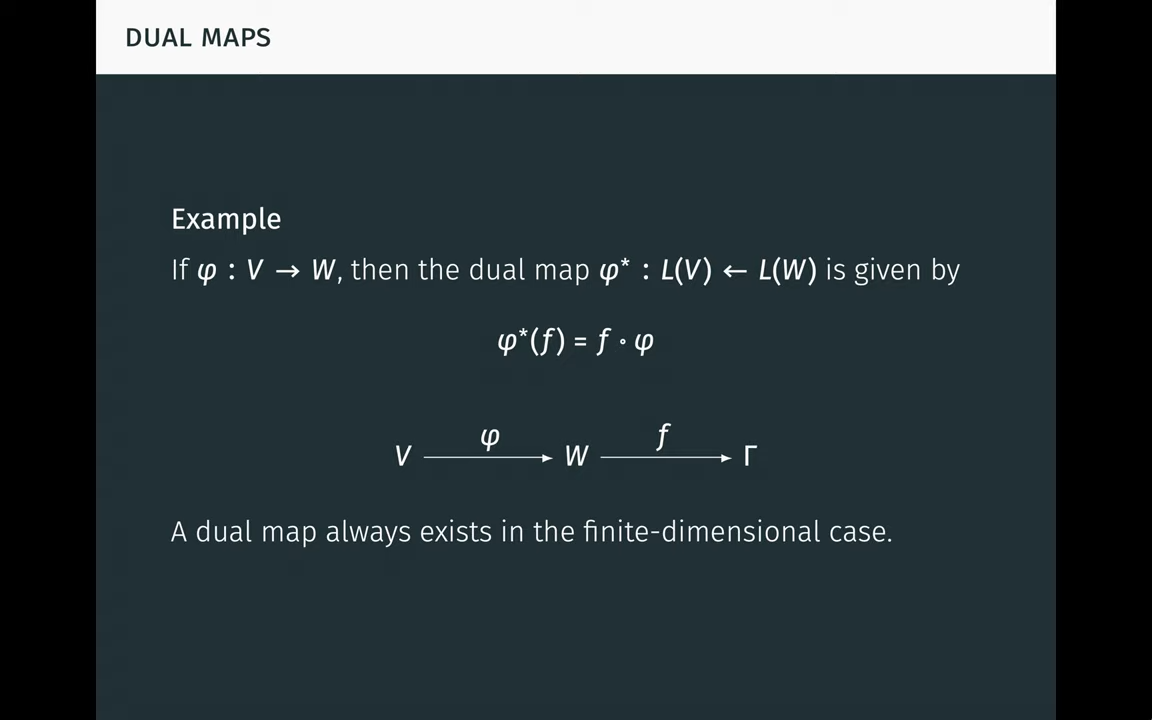 DUAL MAPS
Example
If φ : V → W, then the dual map φ* : L(V) ← L(W) is given by
φ*(f) = f ∘ φ
φ f
V W Γ
A dual map always exists in the finite-dimensional case.